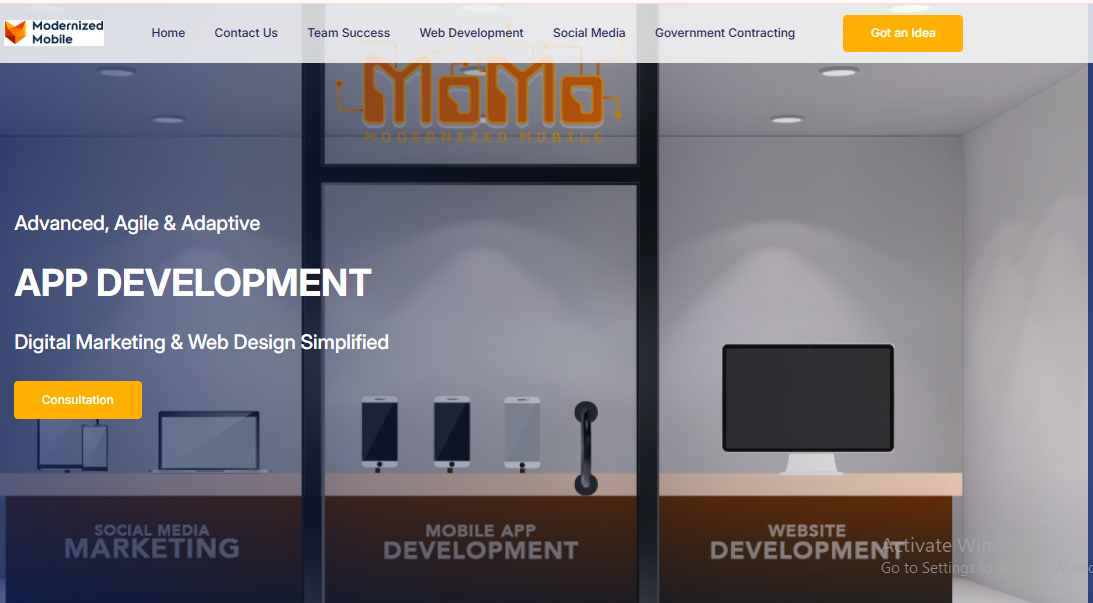 Modernized
Mobile
Home Contact Us Team Success Web Development Social Media Government Contracting Got an Idea
MOMO
MODERNIZED MOBILE
Advanced, Agile & Adaptive
APP DEVELOPMENT
Digital Marketing & Web Design Simplified
Consultation
SOCIAL MEDIA
MARKETING
MOBILE APP
DEVELOPMENT
WEBSITE
DEVELOPMENT
Activate
Go to Settings to